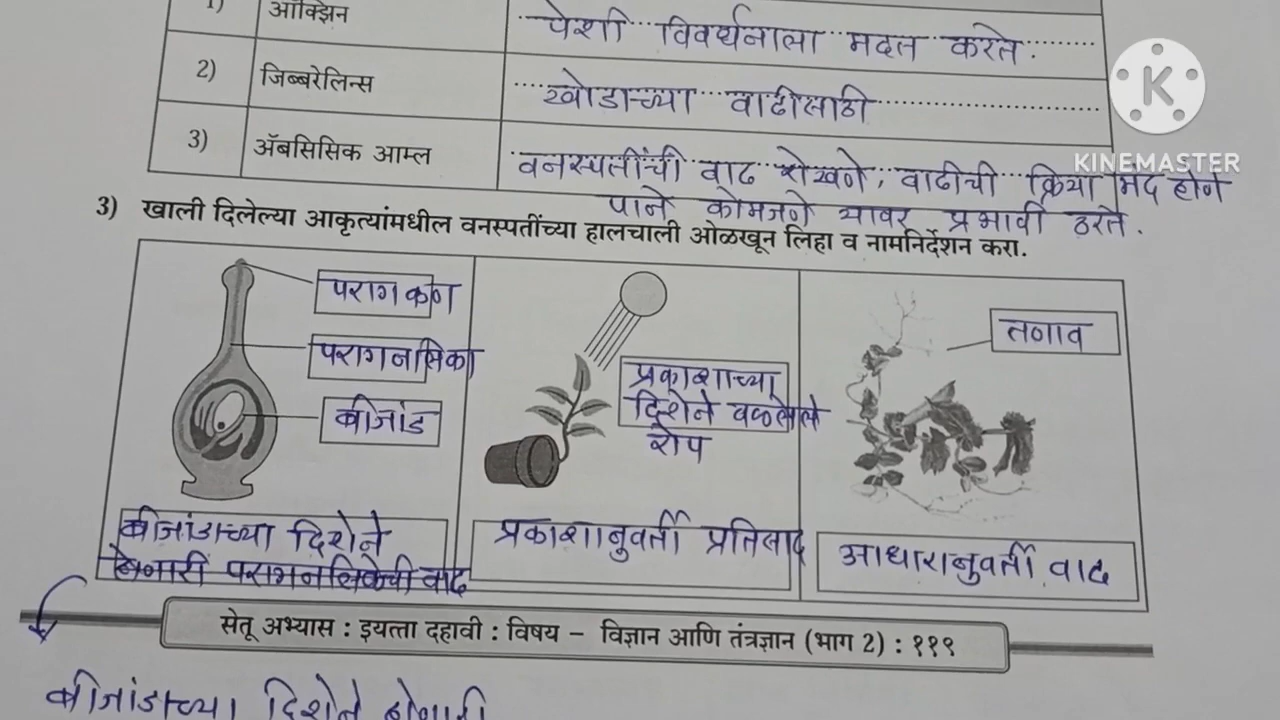 1) ऑक्झिन पेशी विवर्धनाला मदत करते.
2) जिब्बरेलिन्स खोडाच्या वाढीसाठी
3) ॲबसिसिक आम्ल वनस्पतींची वाढ रोखणे, वाढीची क्रिया मंद होणे
पाने कोमजणे यावर प्रभावी ठरते.
KINEMASTER
3) खाली दिलेल्या आकृत्यांमधील वनस्पतींच्या हालचाली ओळखून लिहा व नामनिर्देशन करा.
परागकण
परागनलिका
बीजांड
प्रकाशाच्या
दिशेने वळलेले
रोप
तणाव
बीजांडाच्या दिशेने
होणारी परागनलिकेची वाढ
प्रकाशानुवर्ती प्रतिसाद
आधारानुवर्ती वाढ
सेतू अभ्यास : इयत्ता दहावी : विषय – विज्ञान आणि तंत्रज्ञान (भाग 2) : ११९
बीजांडाच्या दिशेने होणारी